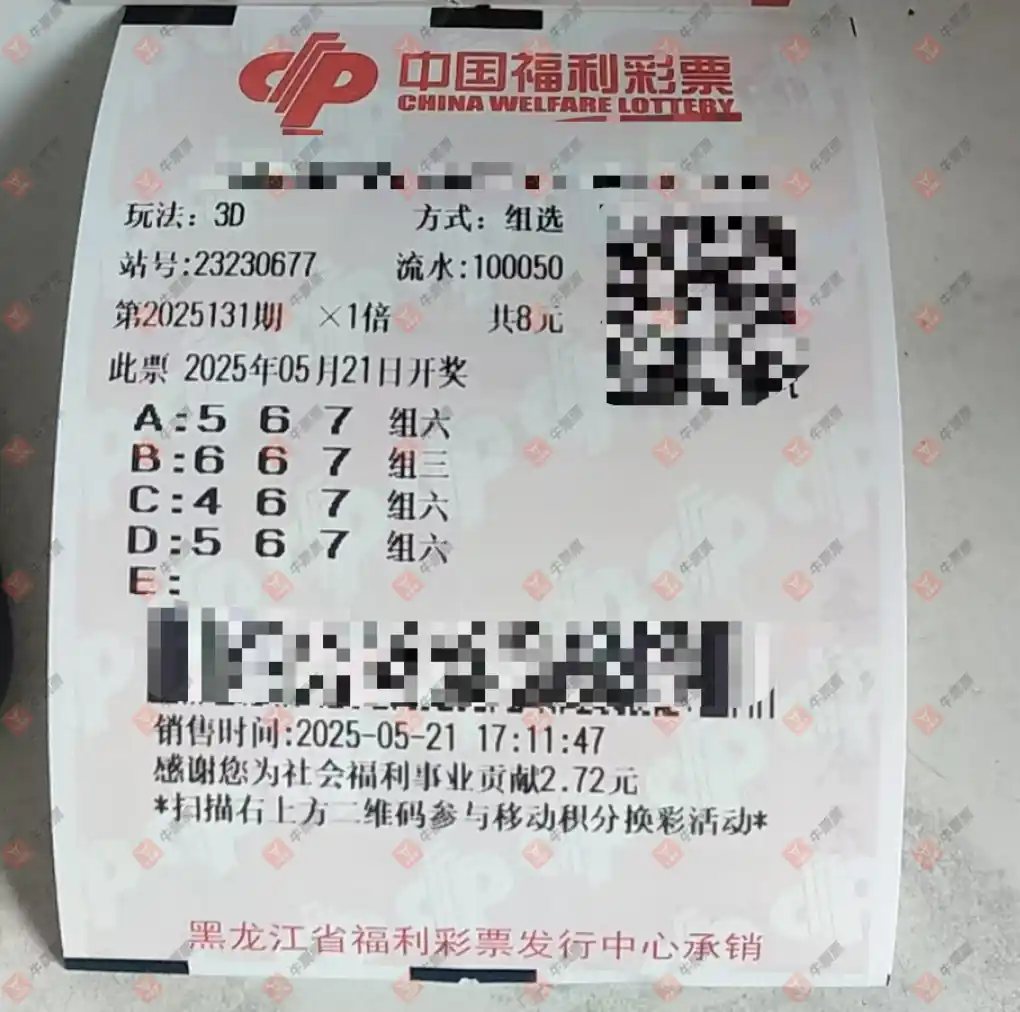 中国福利彩票
CHINA WELFARE LOTTERY
玩法：3D 方式：组选
站号:23230677 流水:100050
第2025131期 ×1倍 共8元
此票 2025年05月21日开奖
A:5 6 7 组六
B:6 6 7 组三
C:4 6 7 组六
D:5 6 7 组六
E:
销售时间:2025-05-21 17:11:47
感谢您为社会福利事业贡献2.72元
*扫描右上方二维码参与移动积分换彩活动*
黑龙江省福利彩票发行中心承销